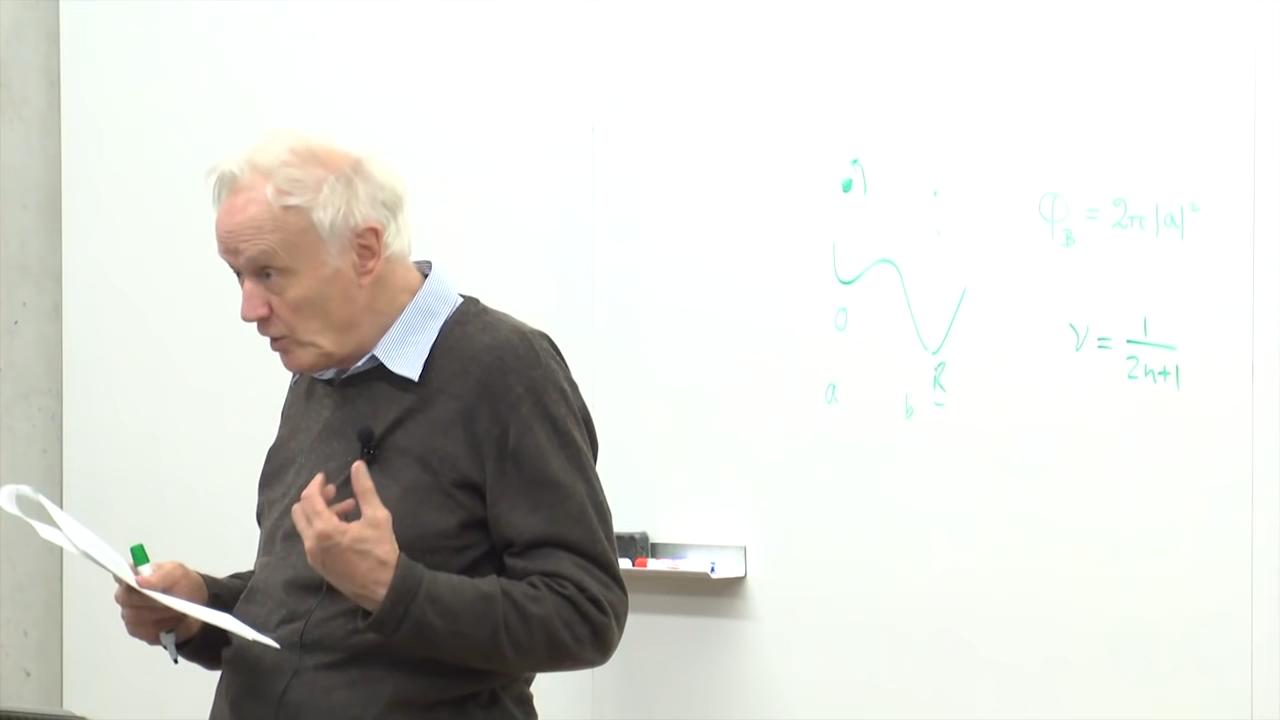 φ_B = 2π|a|²
ν = 1/(2n+1)
0
R
a
b